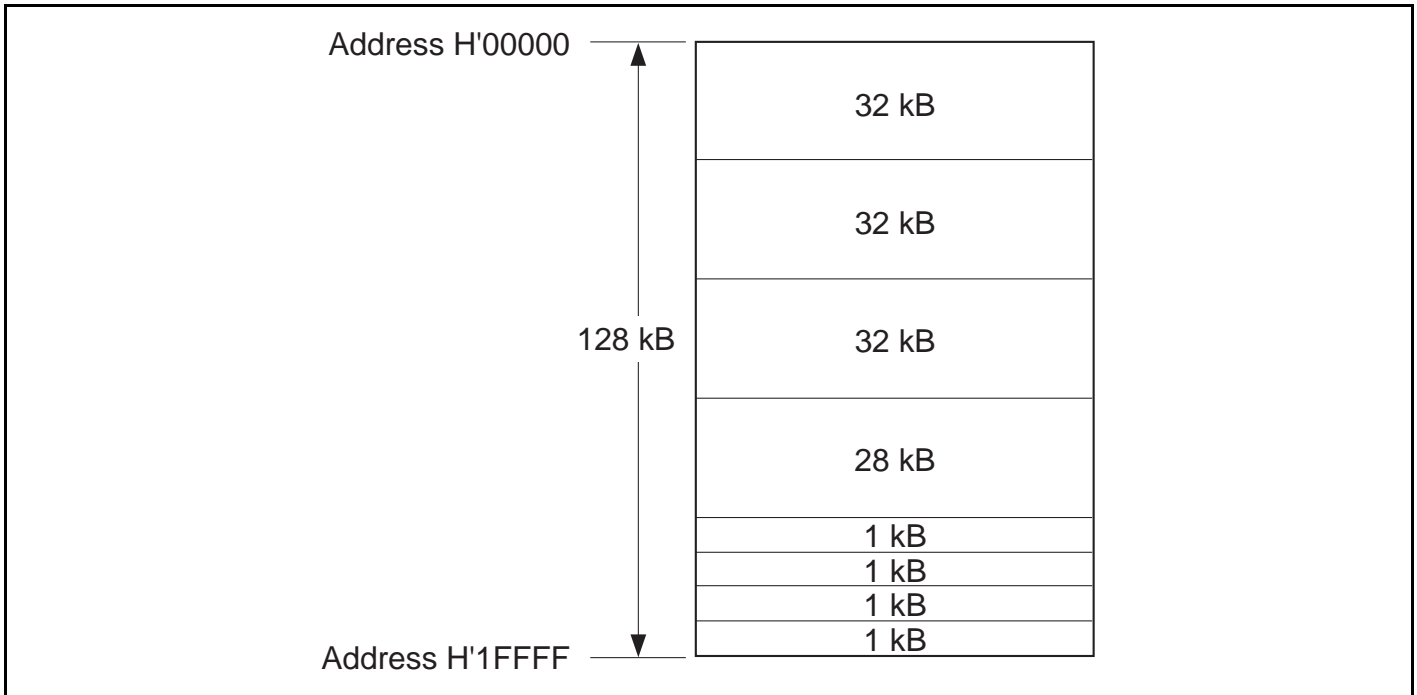 Address H'00000
32 kB
32 kB
128 kB
32 kB
28 kB
1 kB
1 kB
1 kB
1 kB
Address H'1FFFF